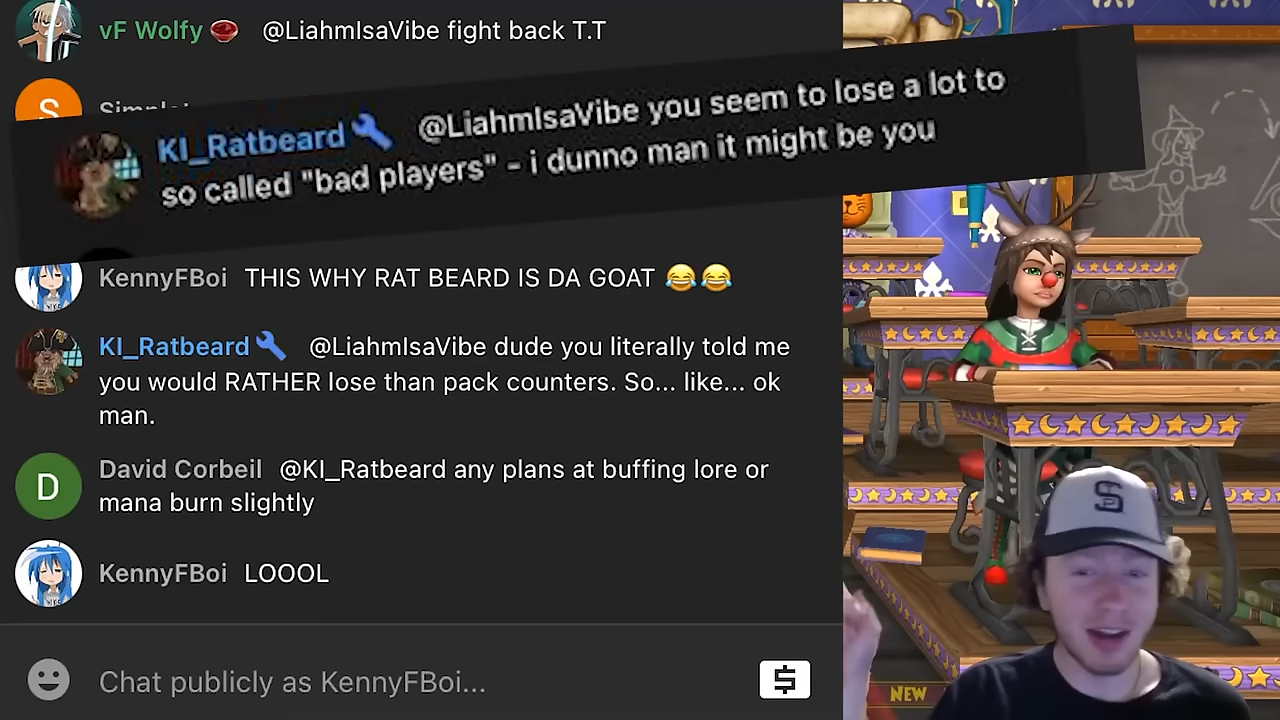 vF Wolfy @LiahmIsaVibe fight back T.T
S
KI_Ratbeard @LiahmIsaVibe you seem to lose a lot to
so called "bad players" - i dunno man it might be you
KennyFBoi THIS WHY RAT BEARD IS DA GOAT 😂😂
KI_Ratbeard @LiahmIsaVibe dude you literally told me
you would RATHER lose than pack counters. So... like... ok
man.
David Corbeil @KI_Ratbeard any plans at buffing lore or
D
mana burn slightly
KennyFBoi LOOOL
Chat publicly as KennyFBoi...
$
NEW